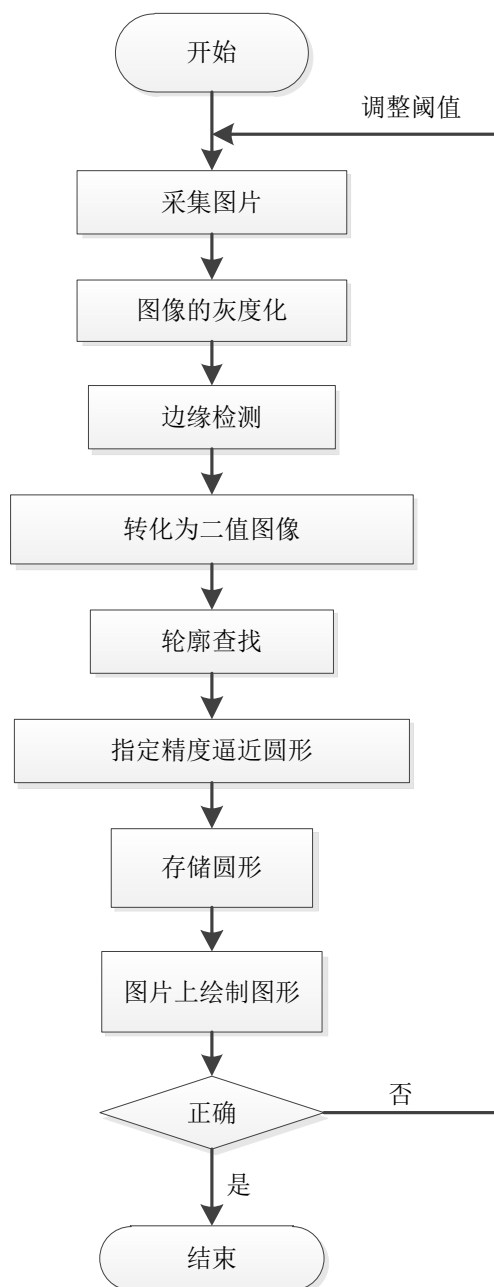 开始
调整阈值
采集图片
图像的灰度化
边缘检测
转化为二值图像
轮廓查找
指定精度逼近圆形
存储圆形
图片上绘制图形
正确
否
是
结束